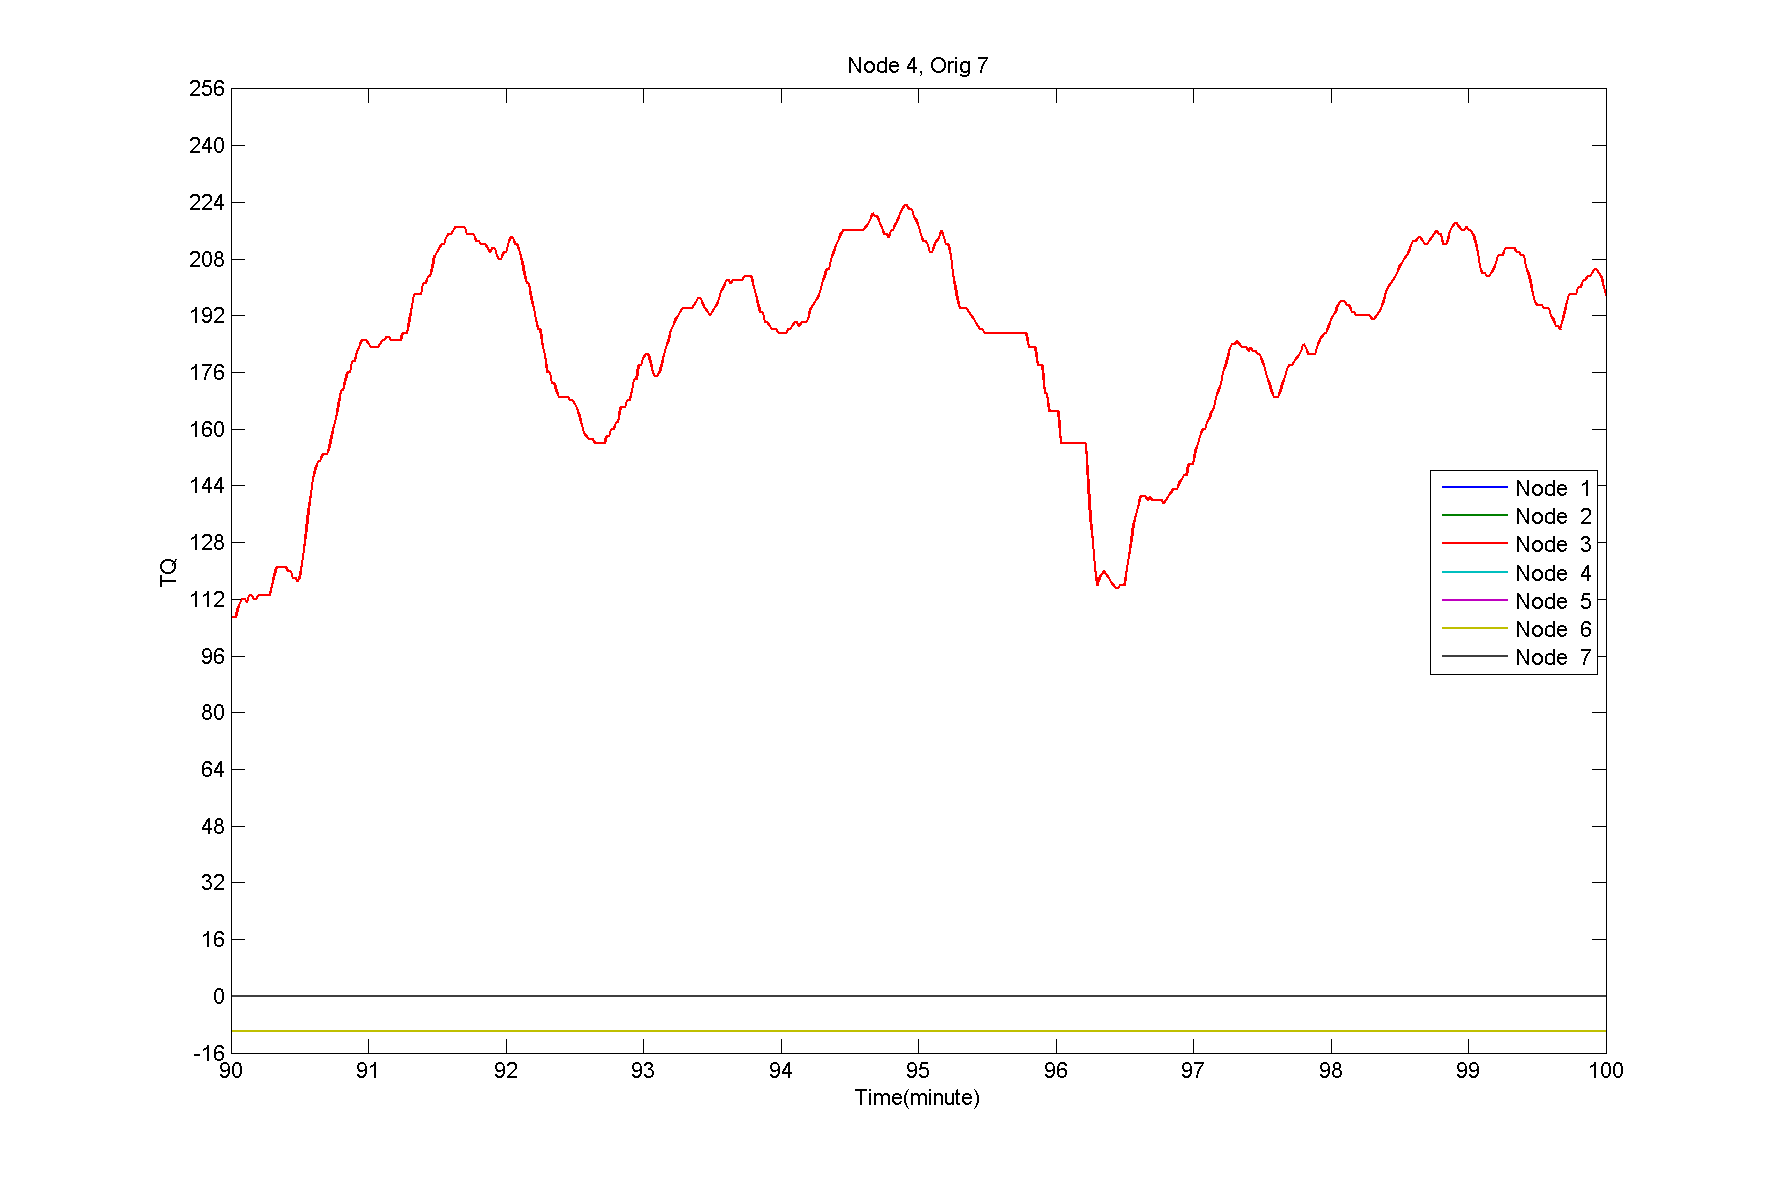 Node 4, Orig 7
256
240
224
208
192
176
160
144
128
112
96
80
64
48
32
16
0
-16
TQ
Node 1
Node 2
Node 3
Node 4
Node 5
Node 6
Node 7
90 91 92 93 94 95 96 97 98 99 100
Time(minute)